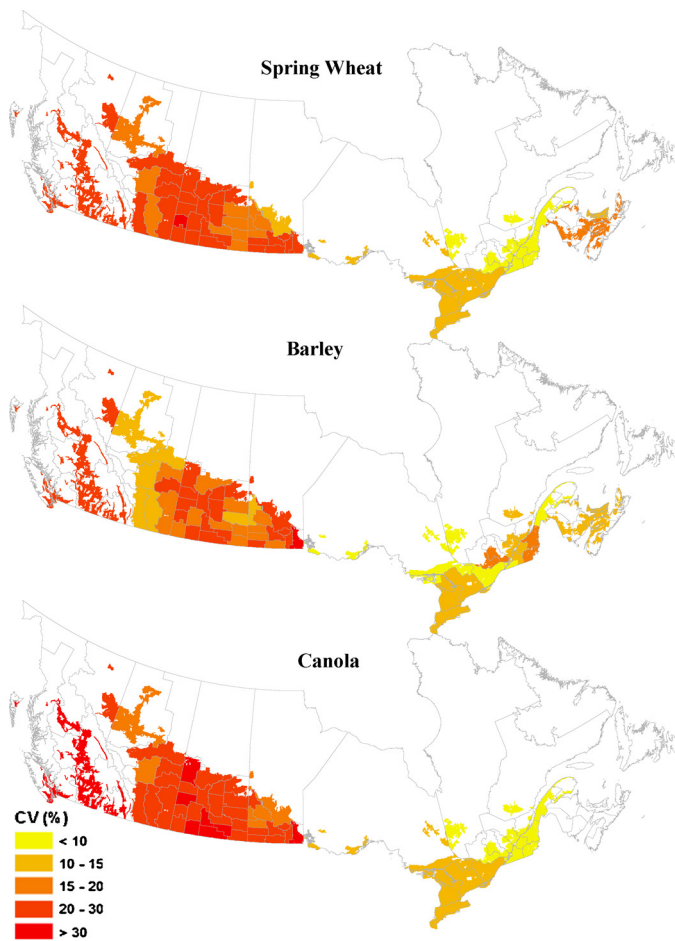 Spring Wheat
Barley
Canola
CV (%)
< 10
10 - 15
15 - 20
20 - 30
> 30